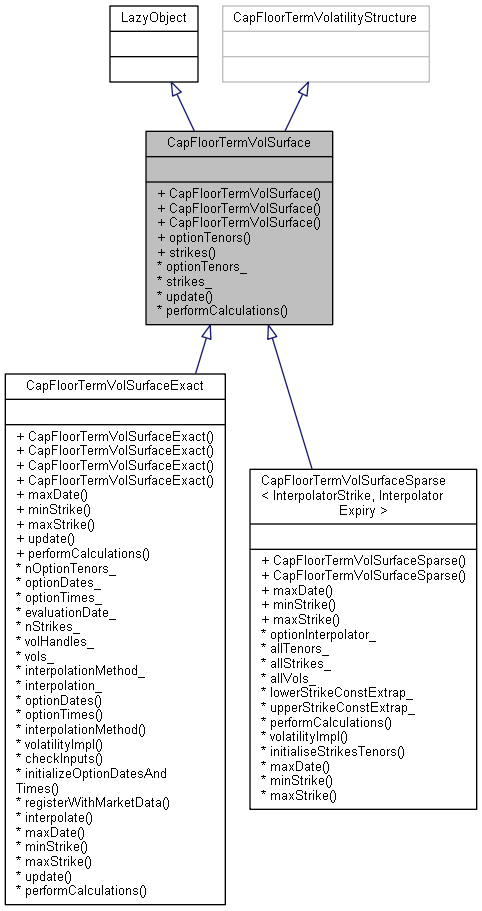 LazyObject
CapFloorTermVolatilityStructure
CapFloorTermVolSurface
+ CapFloorTermVolSurface()
+ CapFloorTermVolSurface()
+ CapFloorTermVolSurface()
+ optionTenors()
+ strikes()
* optionTenors_
* strikes_
* update()
* performCalculations()
CapFloorTermVolSurfaceExact
+ CapFloorTermVolSurfaceExact()
+ CapFloorTermVolSurfaceExact()
+ CapFloorTermVolSurfaceExact()
+ CapFloorTermVolSurfaceExact()
+ maxDate()
+ minStrike()
+ maxStrike()
+ update()
+ performCalculations()
* nOptionTenors_
* optionDates_
* optionTimes_
* evaluationDate_
* nStrikes_
* volHandles_
* vols_
* interpolationMethod_
* interpolation_
* optionDates()
* optionTimes()
* interpolationMethod()
* volatilityImpl()
* checkInputs()
* initializeOptionDatesAnd
Times()
* registerWithMarketData()
* interpolate()
* maxDate()
* minStrike()
* maxStrike()
* update()
* performCalculations()
CapFloorTermVolSurfaceSparse
< InterpolatorStrike, Interpolator
Expiry >
+ CapFloorTermVolSurfaceSparse()
+ CapFloorTermVolSurfaceSparse()
+ maxDate()
+ minStrike()
+ maxStrike()
* optionInterpolator_
* allTenors_
* allStrikes_
* allVols_
* lowerStrikeConstExtrap_
* upperStrikeConstExtrap_
* performCalculations()
* volatilityImpl()
* initialiseStrikesTenors()
* maxDate()
* minStrike()
* maxStrike()